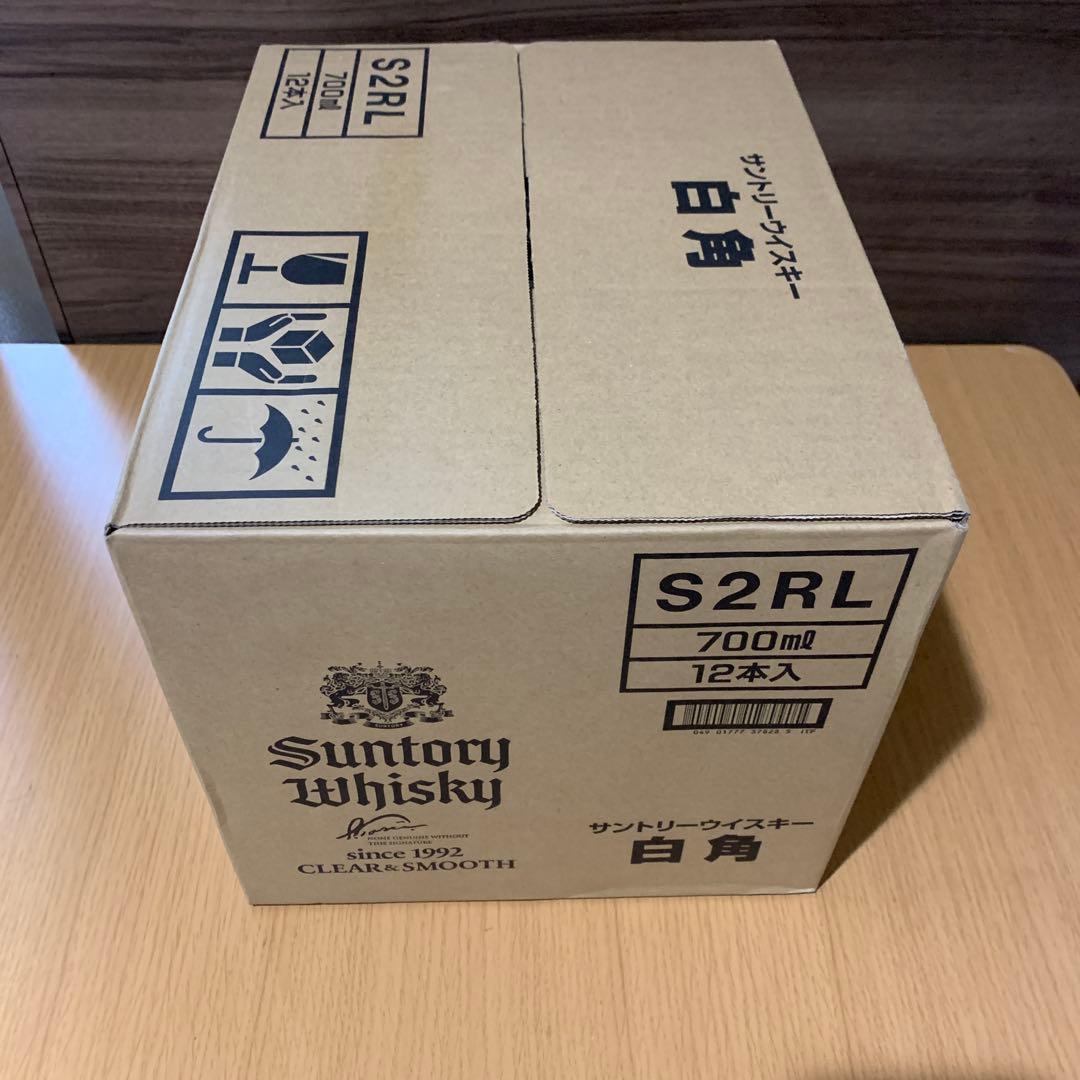 S2RL
700ml
12本入
サントリーウイスキー
白角
S2RL
700ml
12本入
SUNTORY
Suntory
Whisky
NONE GENUINE WITHOUT
THIS SIGNATURE
since 1992
CLEAR&SMOOTH
サントリーウイスキー
白角